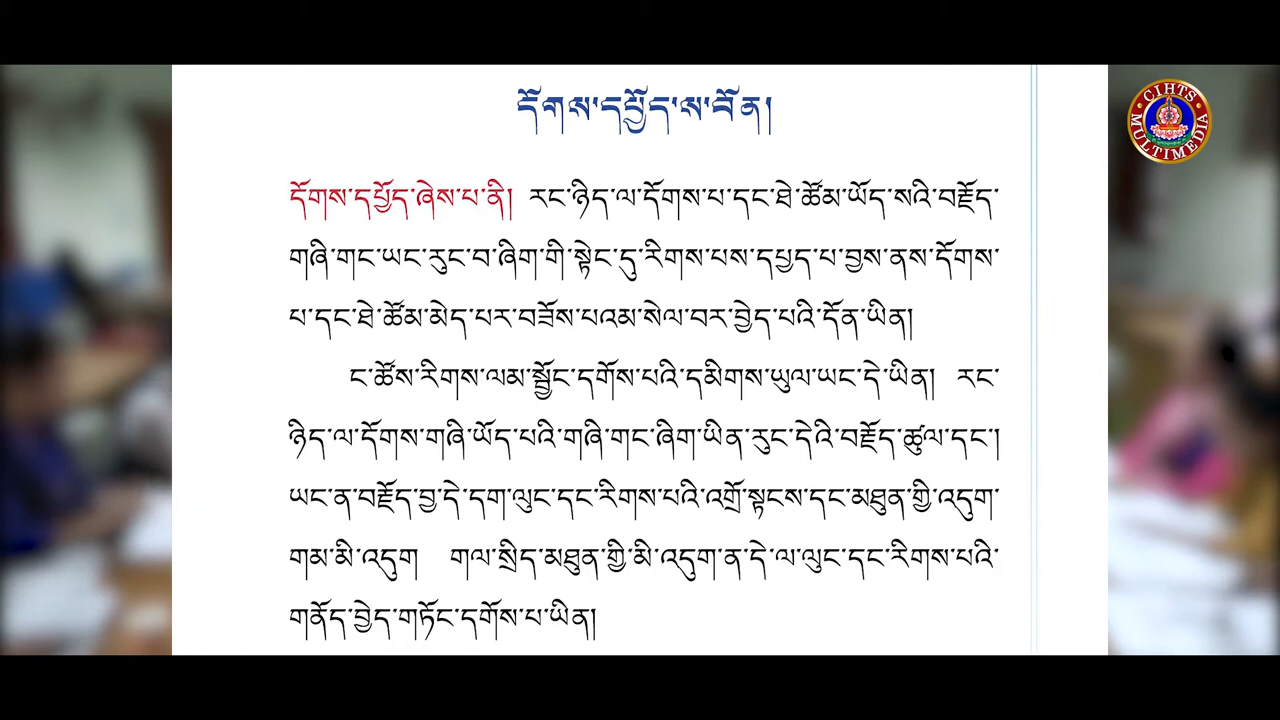 དོགས་དཔྱོད་ས་བོན།
CIHTS
MULTIMEDIA
དོགས་དཔྱོད་ཞེས་པ་ནི། རང་ཉིད་ལ་དོགས་པ་དང་ཐེ་ཚོམ་ཡོད་སའི་བརྗོད་
གཞི་གང་ཡང་རུང་བ་ཞིག་གི་སྟེང་དུ་རིགས་པས་དཔྱད་པ་བྱས་ནས་དོགས་
པ་དང་ཐེ་ཚོམ་མེད་པར་བཟོས་པའམ་སེལ་བར་བྱེད་པའི་དོན་ཡིན།
ང་ཚོས་རིགས་ལམ་སྦྱོང་དགོས་པའི་དམིགས་ཡུལ་ཡང་དེ་ཡིན། རང་
ཉིད་ལ་དོགས་གཞི་ཡོད་པའི་གཞི་གང་ཞིག་ཡིན་རུང་དེའི་བརྗོད་ཚུལ་དང་།
ཡང་ན་བརྗོད་བྱ་དེ་དག་ལུང་དང་རིགས་པའི་འགྲོ་སྟངས་དང་མཐུན་གྱི་འདུག་
གམ་མི་འདུག གལ་སྲིད་མཐུན་གྱི་མི་འདུག་ན་དེ་ལ་ལུང་དང་རིགས་པའི་
གནོད་བྱེད་གཏོང་དགོས་པ་ཡིན།